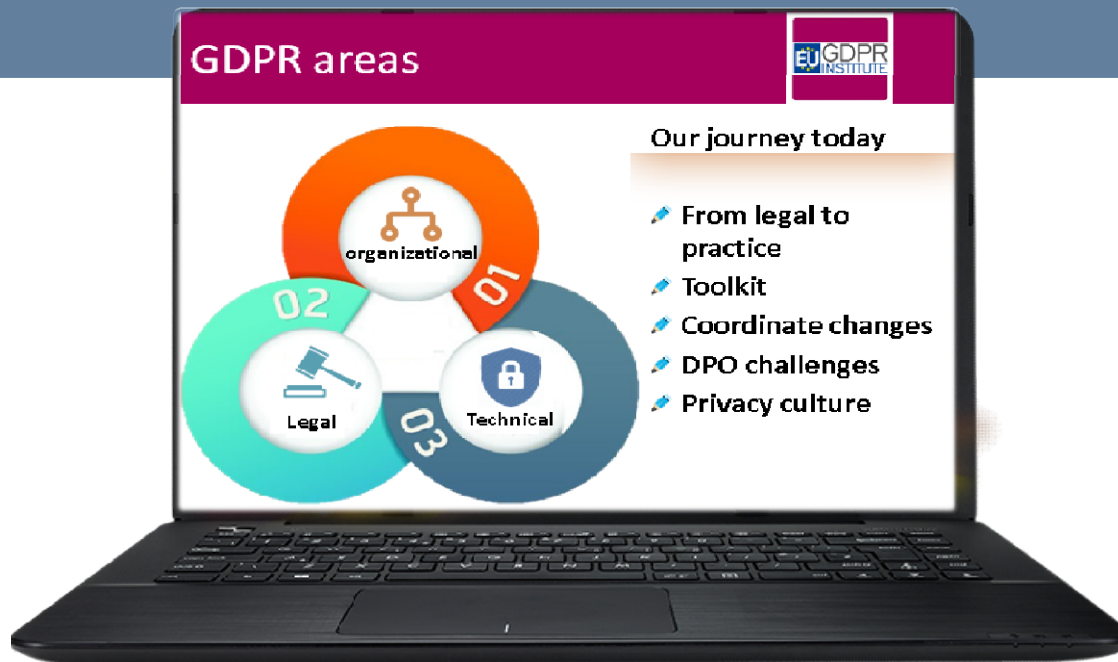 GDPR areas
EU GDPR
INSTITUTE
Our journey today
From legal to
practice
Toolkit
Coordinate changes
DPO challenges
Privacy culture
organizational
01
02
Legal
03
Technical